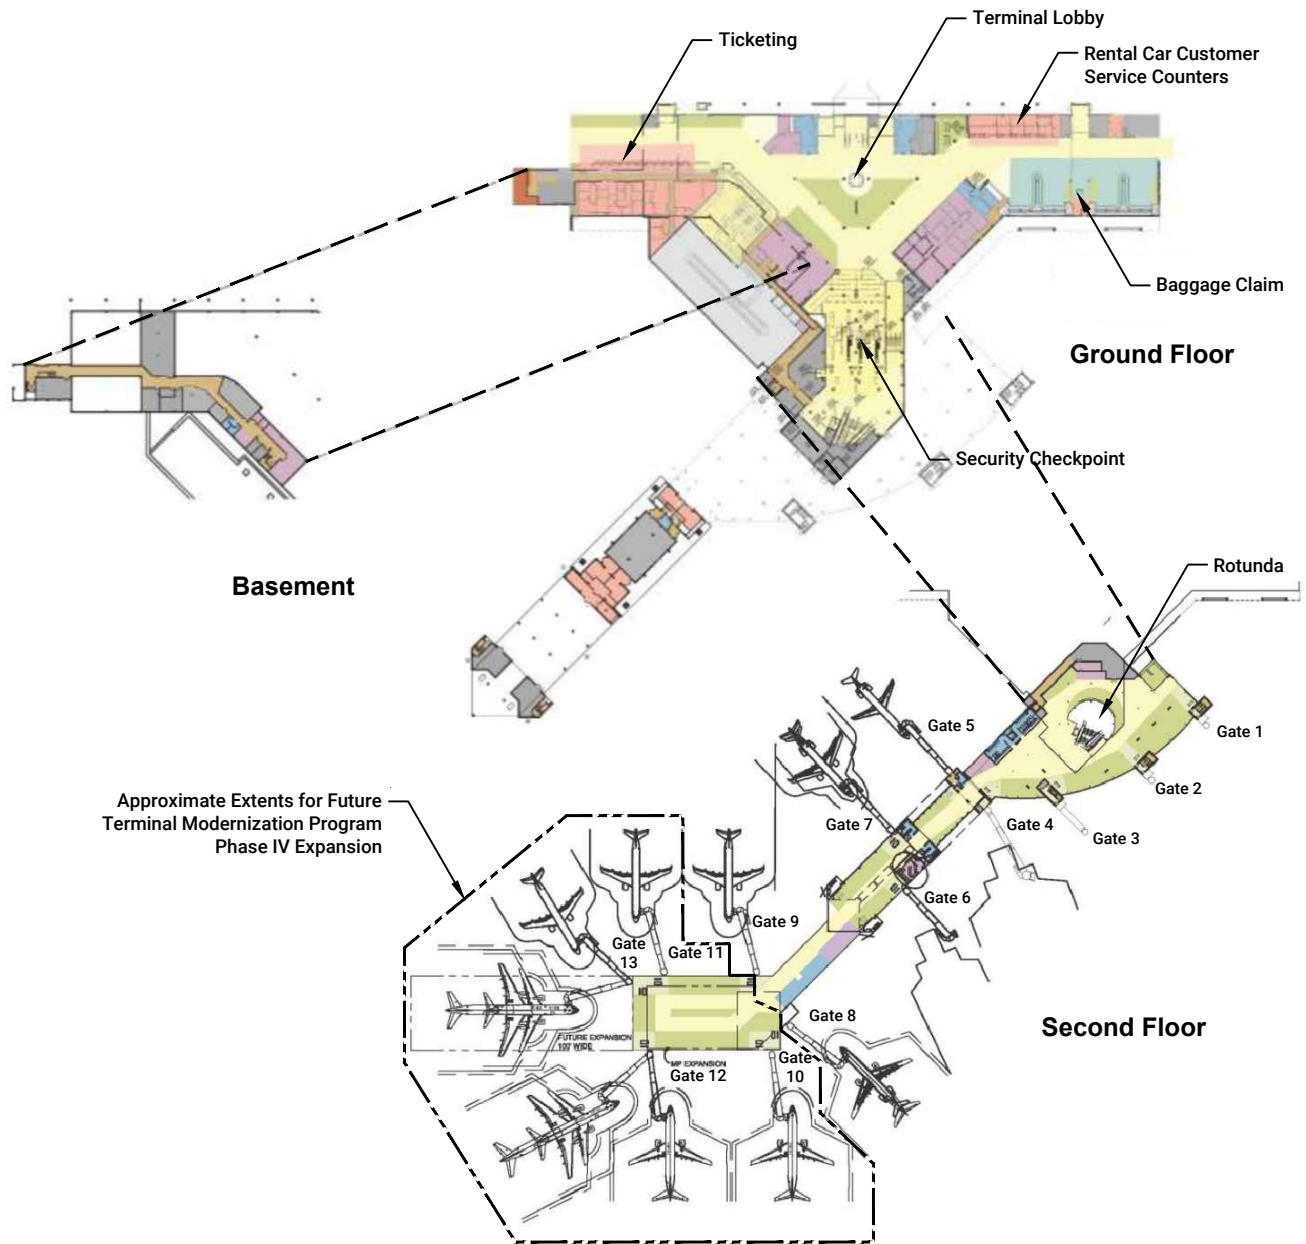 Terminal Lobby
Ticketing
Rental Car Customer
Service Counters
Baggage Claim
Ground Floor
Security Checkpoint
Basement
Rotunda
Gate 5
Gate 1
Gate 2
Approximate Extents for Future
Terminal Modernization Program
Phase IV Expansion
Gate 7
Gate 4
Gate 3
Gate 6
Gate 9
Gate
13
Gate 11
Gate 8
Second Floor
FUTURE EXPANSION
100' WIDE
MP EXPANSION
Gate 12
Gate
10